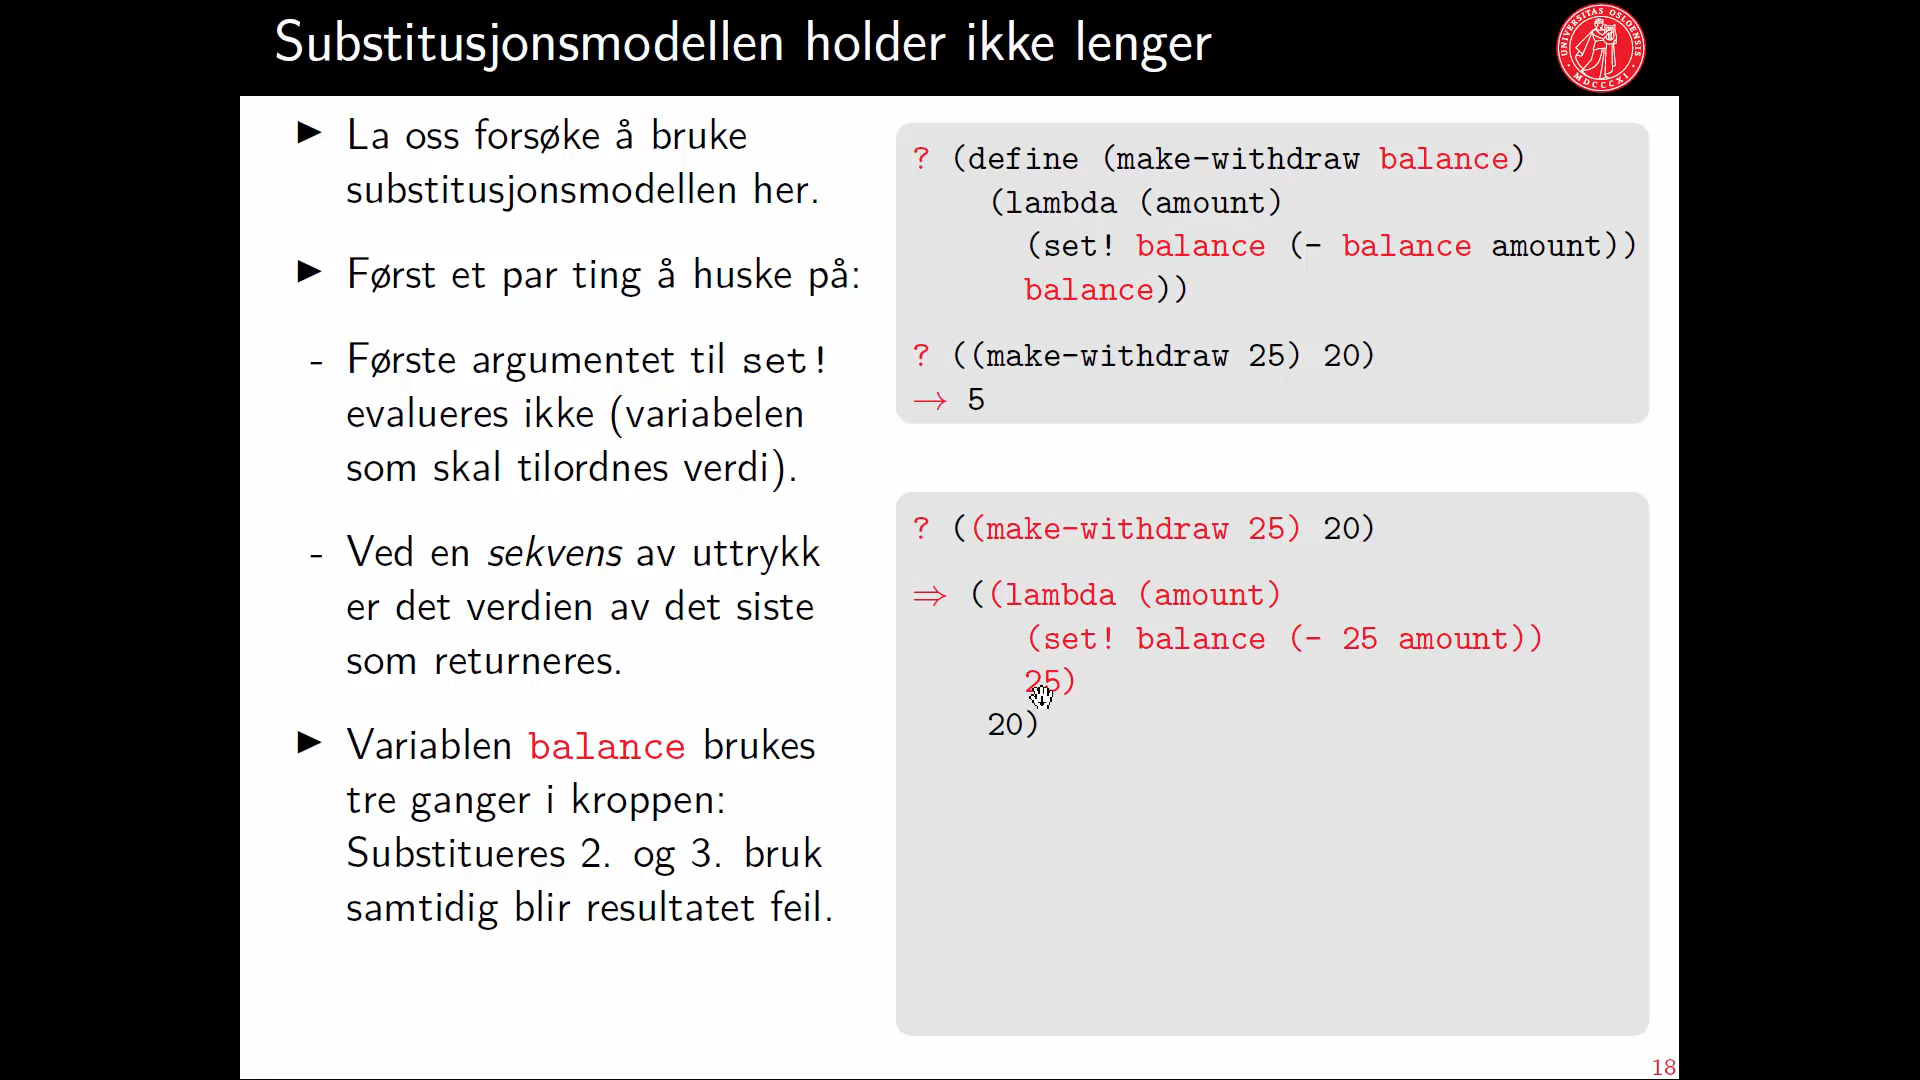 Substitusjonsmodellen holder ikke lenger
UNIVERSITAS OSLOENSIS
MDCCCXI
▶ La oss forsøke å bruke
substitusjonsmodellen her.
▶ Først et par ting å huske på:
- Første argumentet til set!
evalueres ikke (variabelen
som skal tilordnes verdi).
- Ved en sekvens av uttrykk
er det verdien av det siste
som returneres.
▶ Variablen balance brukes
tre ganger i kroppen:
Substitueres 2. og 3. bruk
samtidig blir resultatet feil.
? (define (make-withdraw balance)
(lambda (amount)
(set! balance (- balance amount))
balance))
? ((make-withdraw 25) 20)
→ 5
? ((make-withdraw 25) 20)
⇒ ((lambda (amount)
(set! balance (- 25 amount))
25)
20)
18